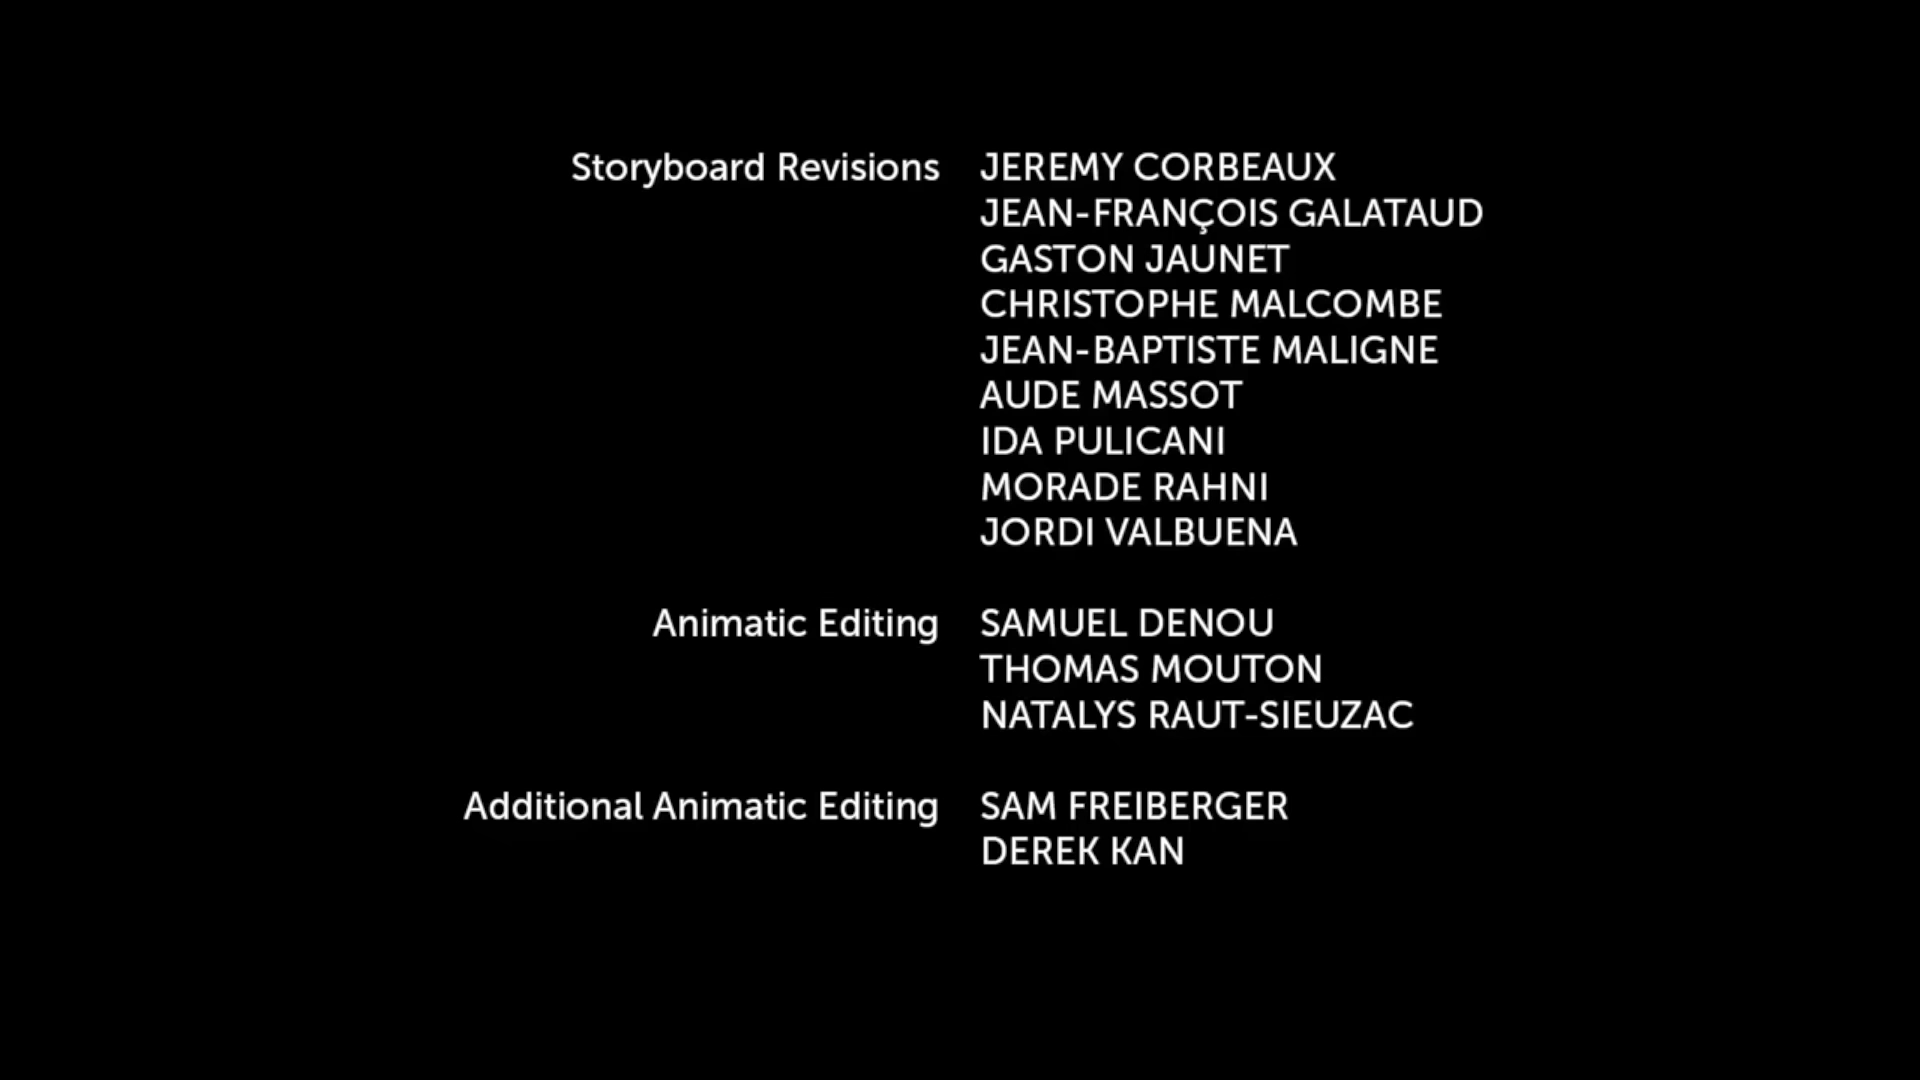 Storyboard Revisions JEREMY CORBEAUX
JEAN-FRANÇOIS GALATAUD
GASTON JAUNET
CHRISTOPHE MALCOMBE
JEAN-BAPTISTE MALIGNE
AUDE MASSOT
IDA PULICANI
MORADE RAHNI
JORDI VALBUENA
Animatic Editing SAMUEL DENOU
THOMAS MOUTON
NATALYS RAUT-SIEUZAC
Additional Animatic Editing SAM FREIBERGER
DEREK KAN